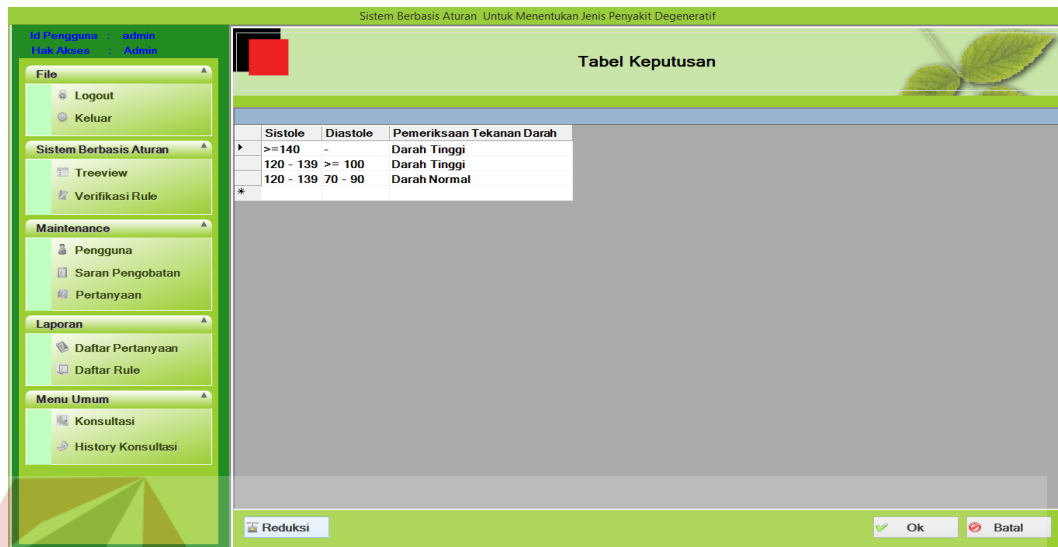 Sistem Berbasis Aturan Untuk Menentukan Jenis Penyakit Degeneratif
Id Pengguna : admin
Hak Akses : Admin
File
Logout
Keluar
Sistem Berbasis Aturan
Treeview
Verifikasi Rule
Maintenance
Pengguna
Saran Pengobatan
Pertanyaan
Laporan
Daftar Pertanyaan
Daftar Rule
Menu Umum
Konsultasi
History Konsultasi
Tabel Keputusan
Sistole Diastole Pemeriksaan Tekanan Darah
>=140 - Darah Tinggi
120 - 139 >= 100 Darah Tinggi
120 - 139 70 - 90 Darah Normal
*
Reduksi
Ok
Batal